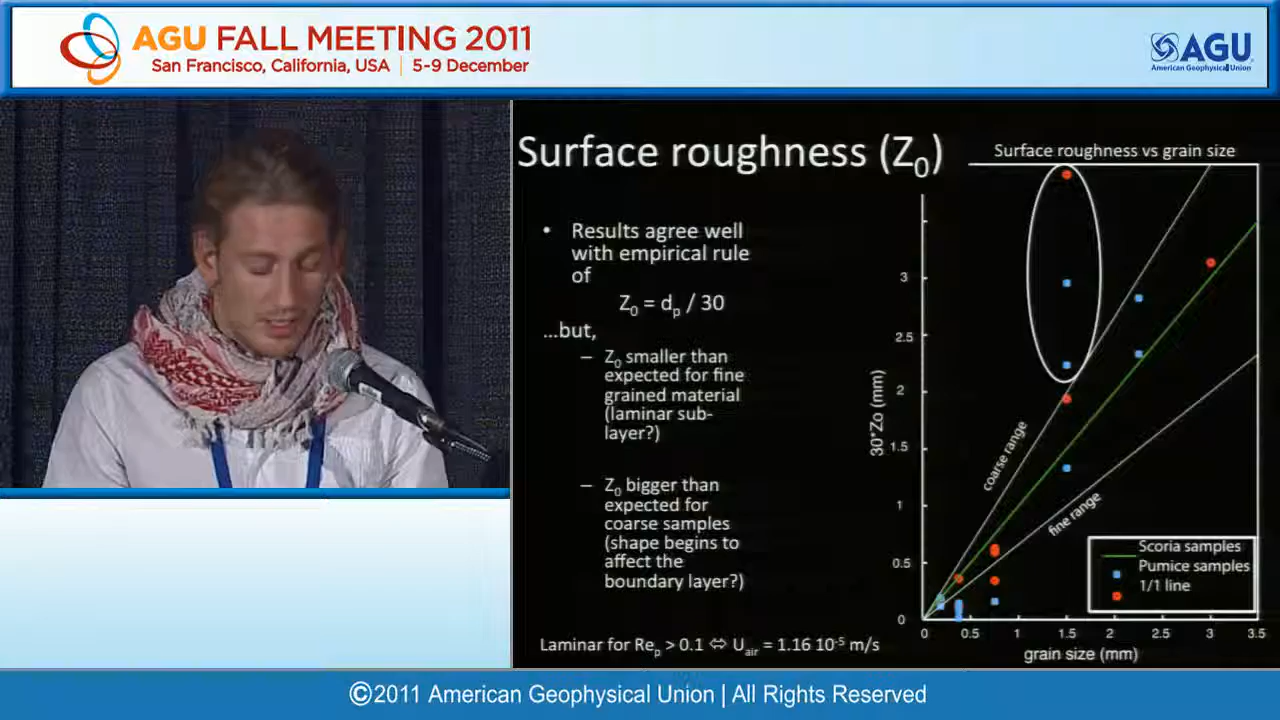 AGU FALL MEETING 2011
San Francisco, California, USA | 5-9 December
AGU
American Geophysical Union
Surface roughness (Z₀)
• Results agree well
with empirical rule
of
Z₀ = dₚ / 30
...but,
– Z₀ smaller than
expected for fine
grained material
(laminar sub-
layer?)
– Z₀ bigger than
expected for
coarse samples
(shape begins to
affect the
boundary layer?)
Laminar for Reₚ > 0.1 ⇔ Uₐᵢᵣ = 1.16 10⁻⁵ m/s
Surface roughness vs grain size
30*Zo (mm)
3
2.5
2
1.5
1
0.5
0
coarse range
fine range
Scoria samples
Pumice samples
1/1 line
0 0.5 1 1.5 2 2.5 3 3.5
grain size (mm)
©2011 American Geophysical Union | All Rights Reserved